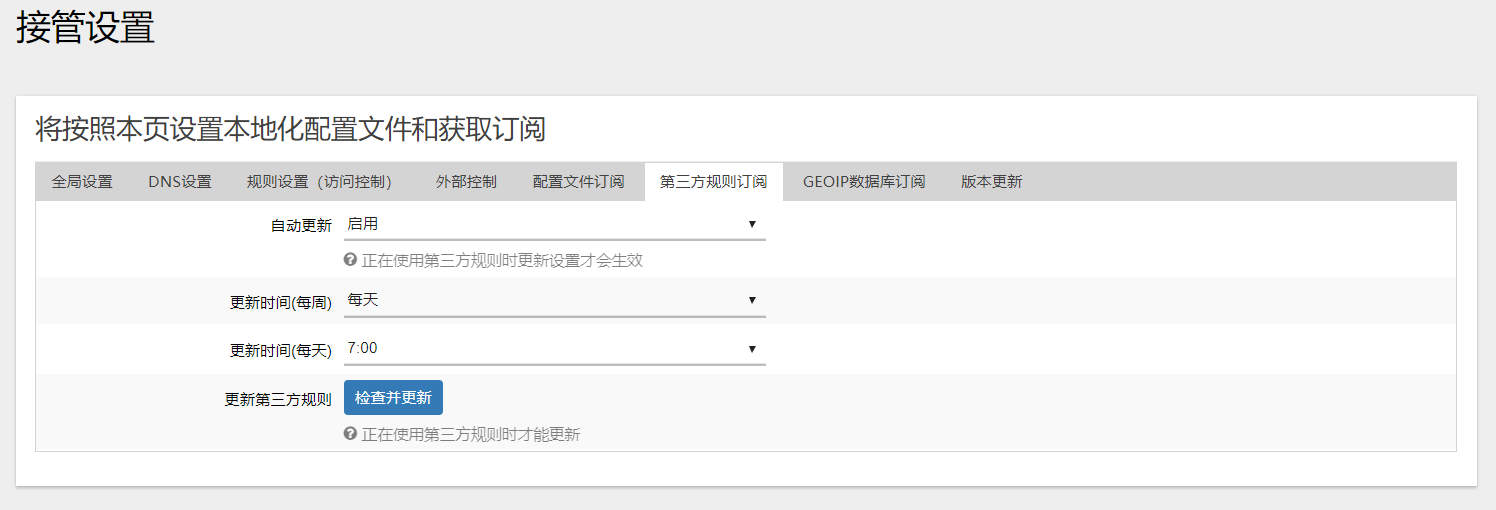 接管设置
将按照本页设置本地化配置文件和获取订阅
全局设置 DNS设置 规则设置（访问控制） 外部控制 配置文件订阅 第三方规则订阅 GEOIP数据库订阅 版本更新
自动更新 启用
正在使用第三方规则时更新设置才会生效
更新时间(每周) 每天
更新时间(每天) 7:00
更新第三方规则 检查并更新
正在使用第三方规则时才能更新